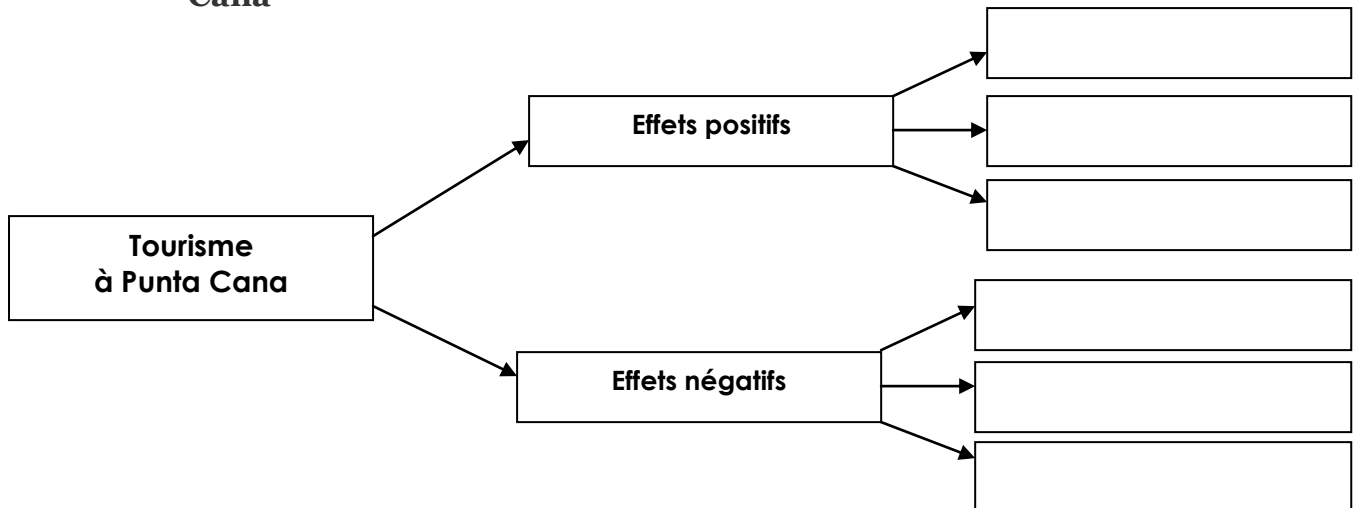 Cana
Effets positifs
Tourisme
à Punta Cana
Effets négatifs